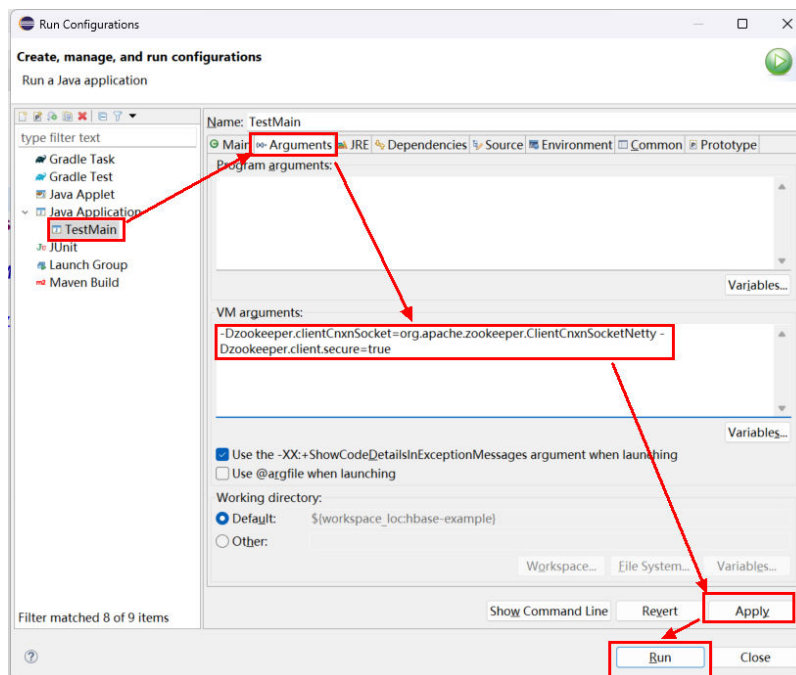 Run Configurations
Create, manage, and run configurations
Run a Java application
type filter text
Gradle Task
Gradle Test
Java Applet
Java Application
TestMain
JUnit
Launch Group
Maven Build
Filter matched 8 of 9 items
Name: TestMain
Main Arguments JRE Dependencies Source Environment Common Prototype
Program arguments:
Variables...
VM arguments:
-Dzookeeper.clientCnxnSocket=org.apache.zookeeper.ClientCnxnSocketNetty -
Dzookeeper.client.secure=true
Variables...
Use the -XX:+ShowCodeDetailsInExceptionMessages argument when launching
Use @argfile when launching
Working directory:
Default: ${workspace_loc:hbase-example}
Other:
Workspace... File System... Variables...
Show Command Line Revert Apply
Run Close